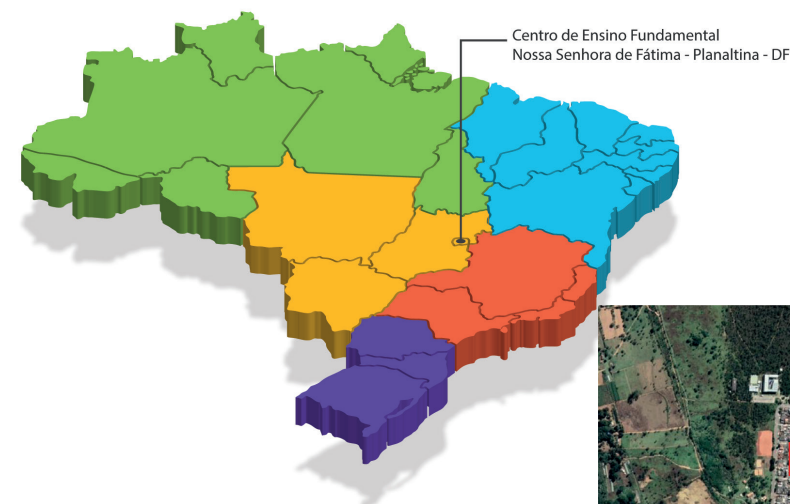 Centro de Ensino Fundamental
Nossa Senhora de Fátima - Planaltina - DF